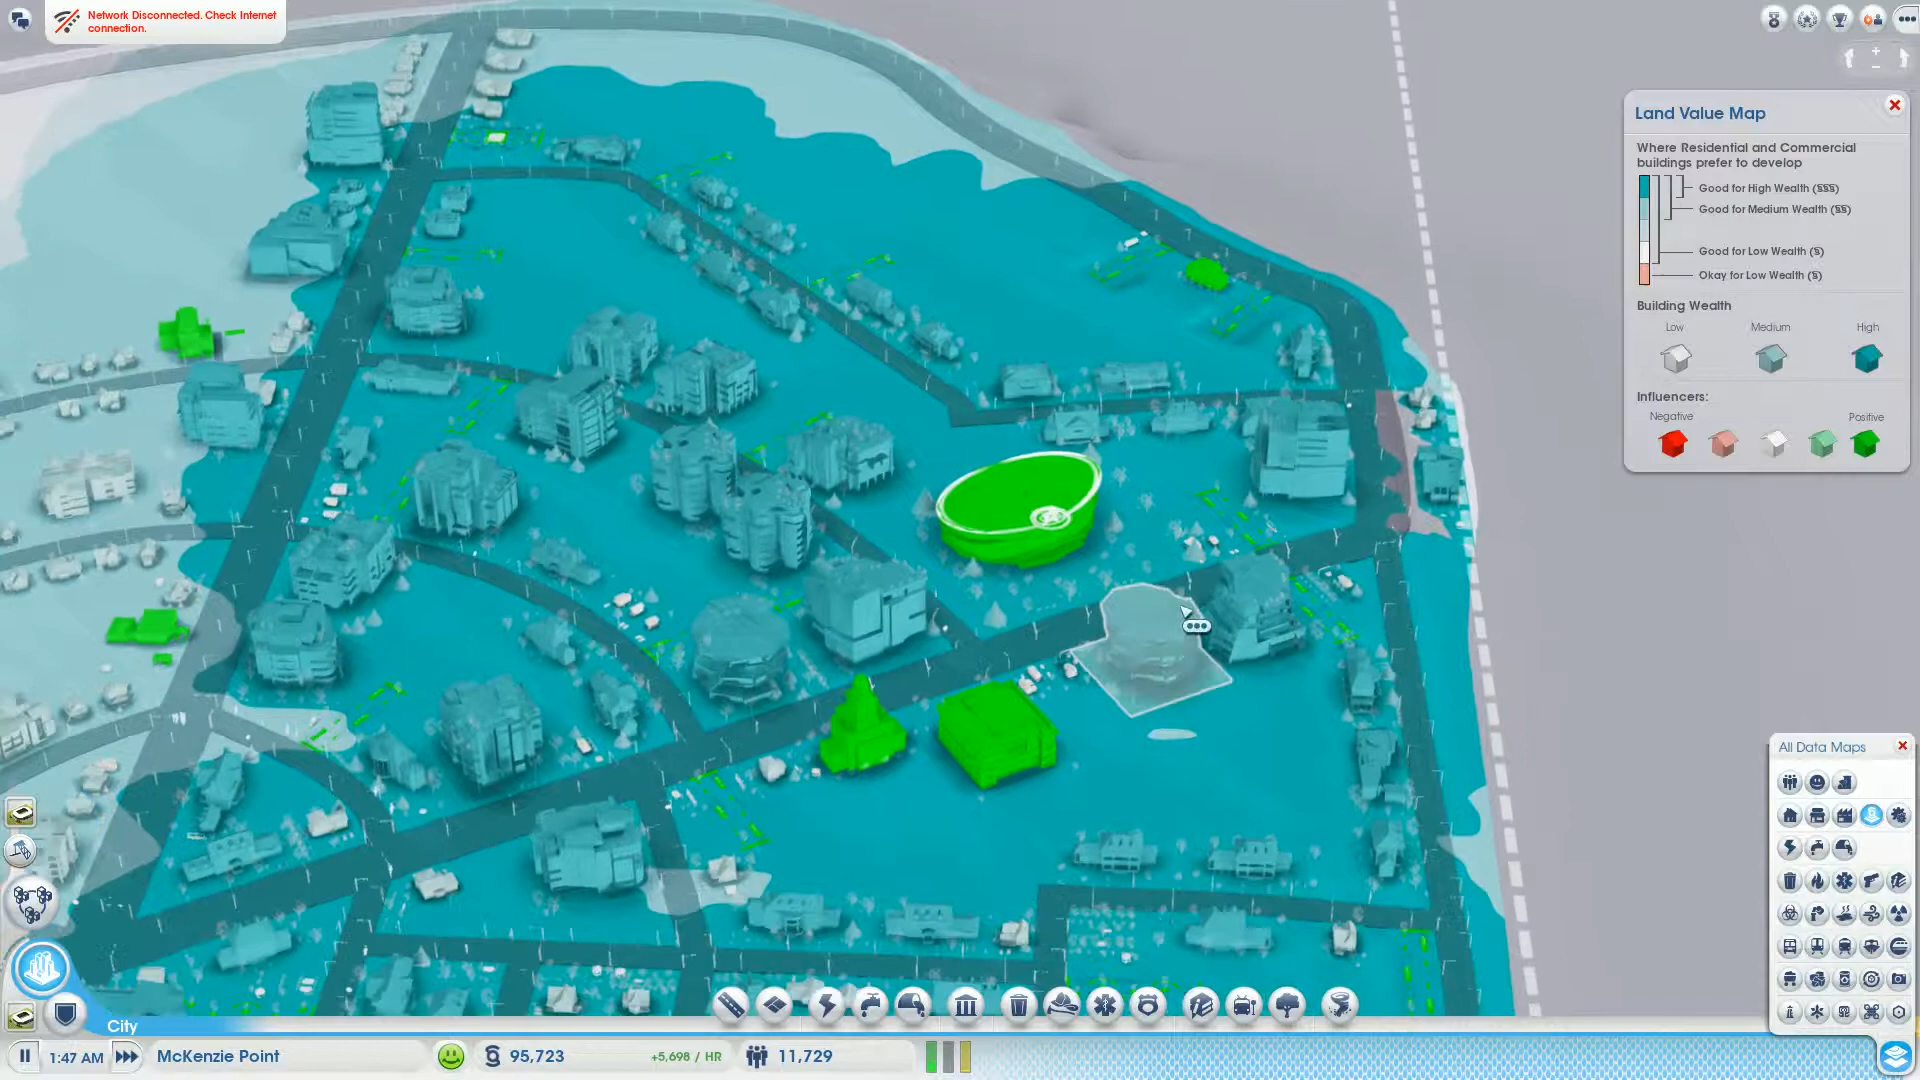 Network Disconnected. Check Internet
connection.
Land Value Map
Where Residential and Commercial
buildings prefer to develop
Good for High Wealth (§§§)
Good for Medium Wealth (§§)
Good for Low Wealth (§)
Okay for Low Wealth (§)
Building Wealth
Low
Medium
High
Influencers:
Negative
Positive
All Data Maps
City
1:47 AM
McKenzie Point
95,723
+5,698 / HR
11,729